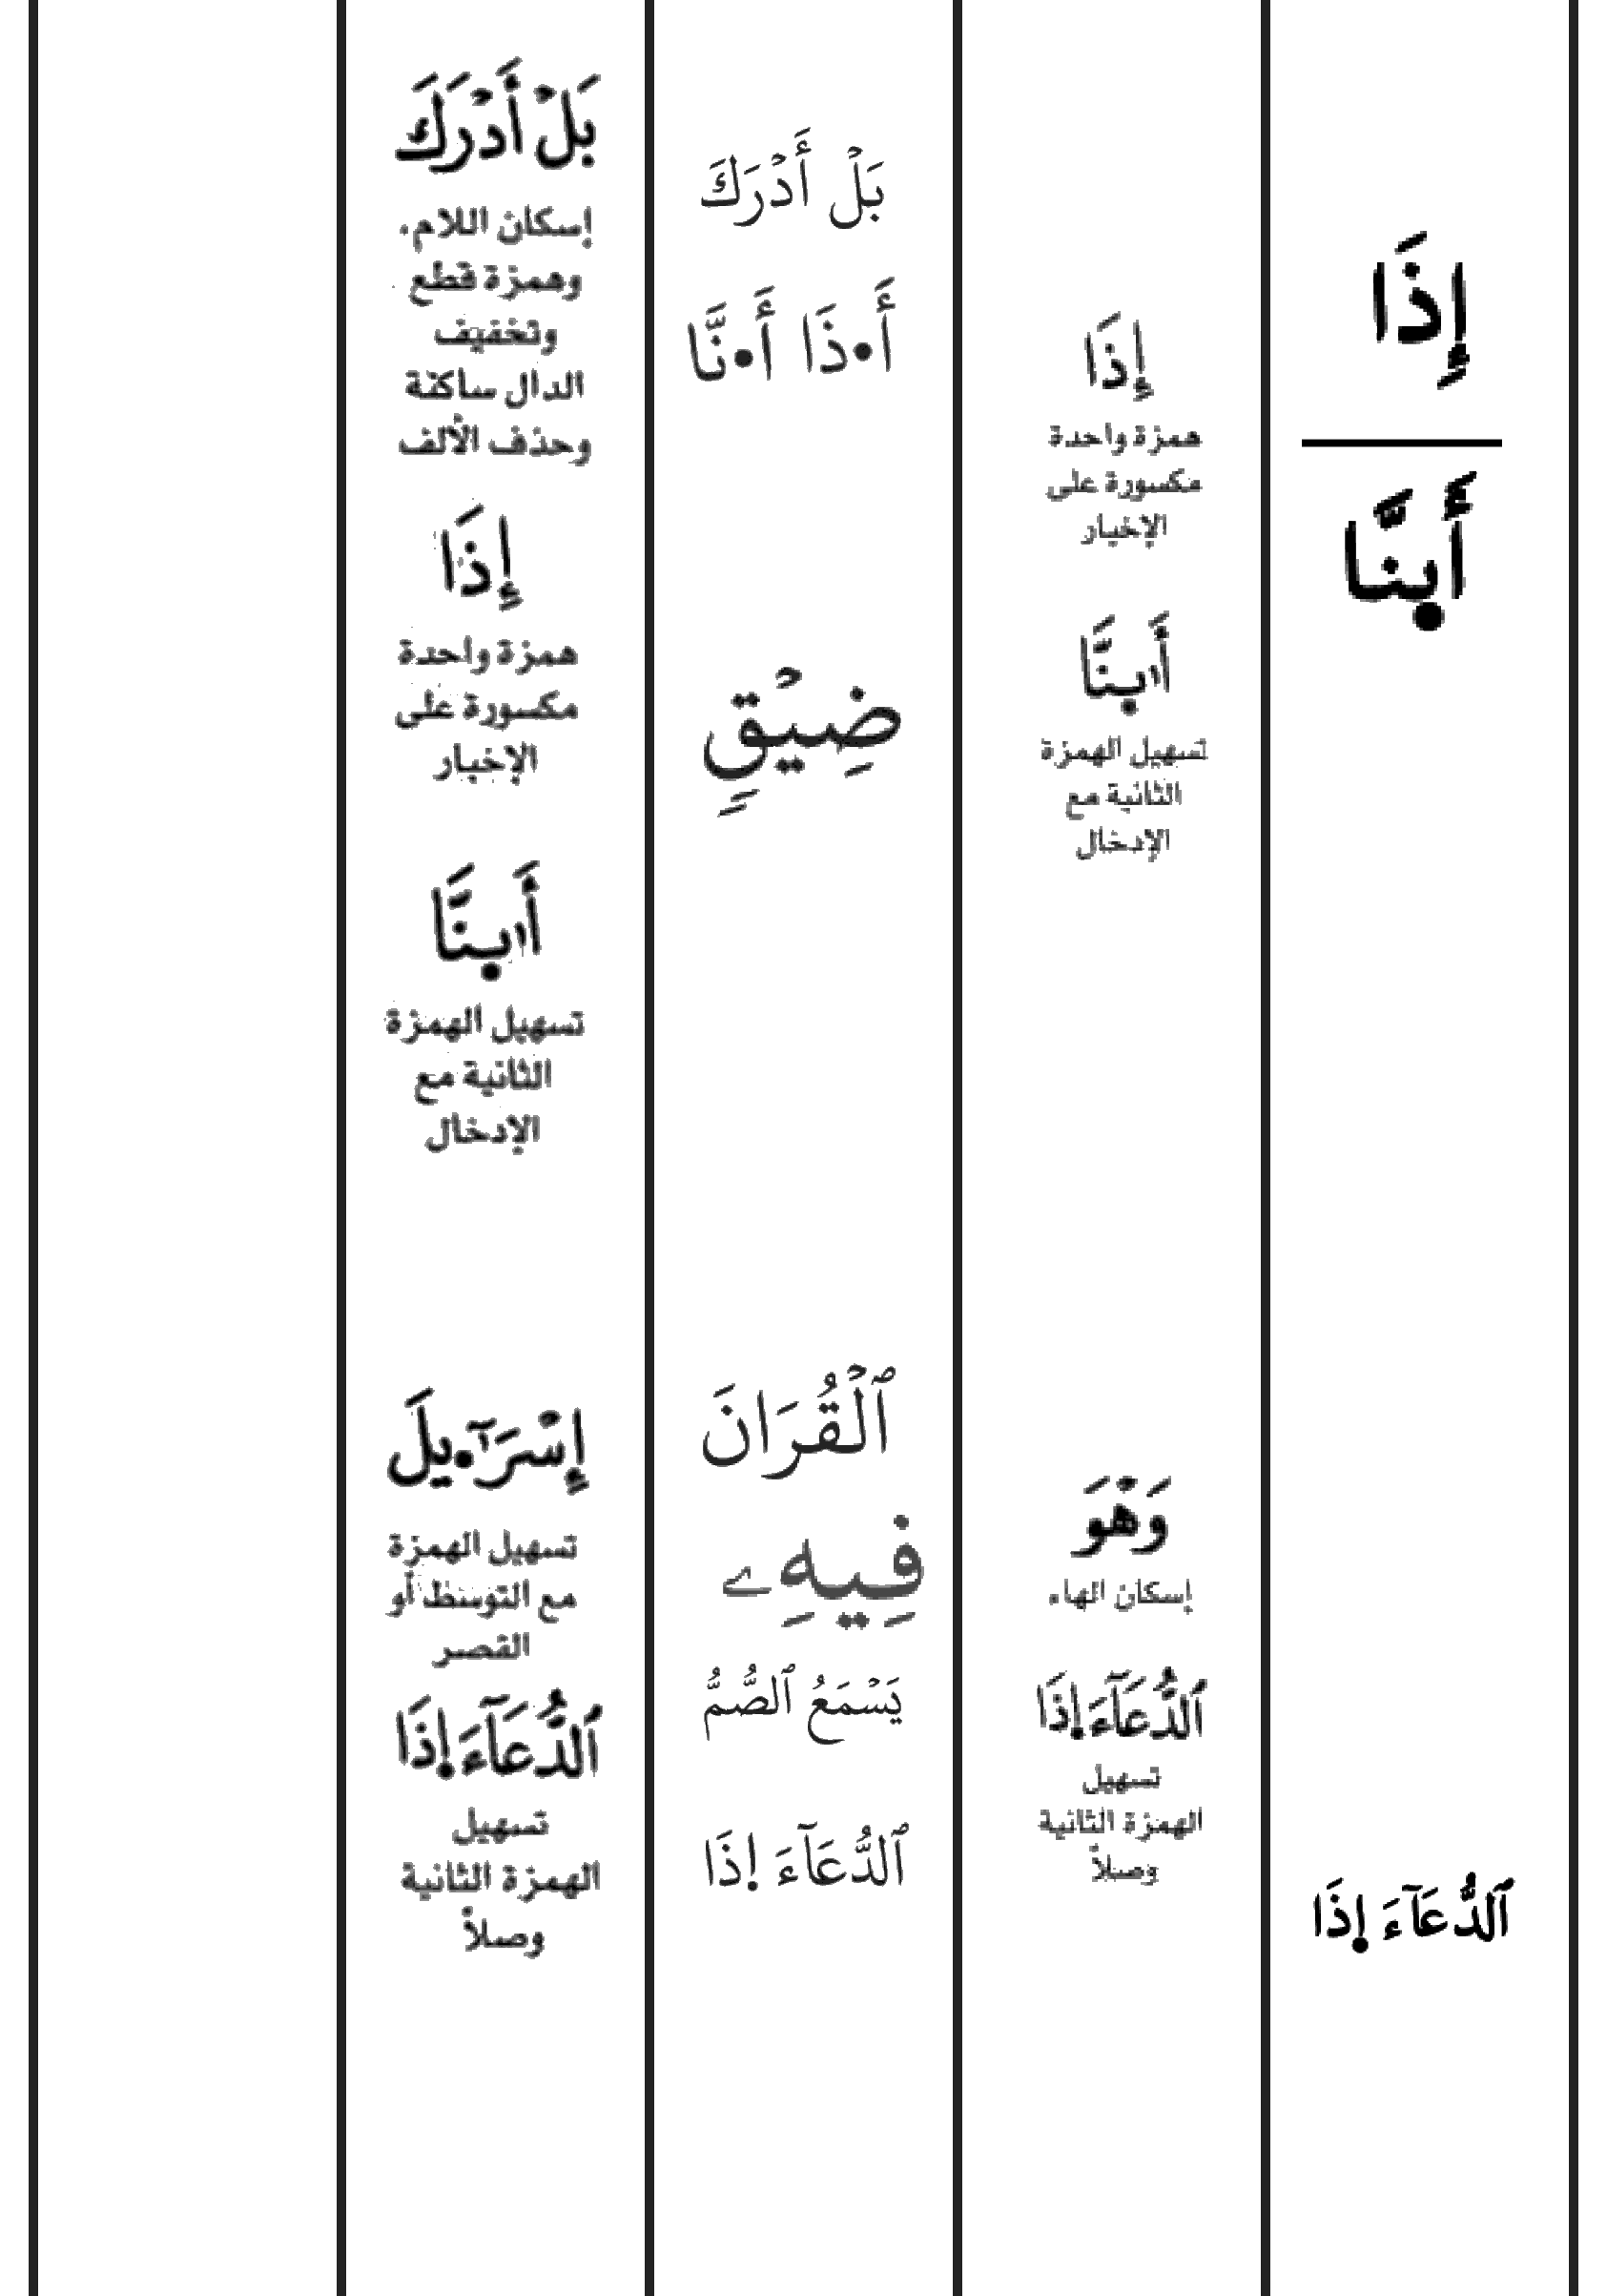 إِذَا
أَ۪ىنَّا
ٱلدُّعَآءَ ا۪ذَا
إِذَا
همزة واحدة
مكسورة على
الإخبار
أَا۪ىنَّا
تسهيل الهمزة
الثانية مع
الإدخال
وَهْوَ
إسكان الهاء
ٱلدُّعَآءَ ا۪ذَا
تسهيل
الهمزة الثانية
وصلاً
بَلْ أَدْرَكَ
أَ•ذَا أَ•نَّا
ضِيْقٍ
ٱلْقُرَانَ
فِيهِے
يَسْمَعُ ٱلصُّمُّ
ٱلدُّعَآءَ ا۪ذَا
بَلْ أَدْرَكَ
إسكان اللام،
وهمزة قطع
وتخفيف
الدال ساكنة
وحذف الألف
إِذَا
همزة واحدة
مكسورة على
الإخبار
أَا۪ىنَّا
تسهيل الهمزة
الثانية مع
الإدخال
إِسْرَآ•يلَ
تسهيل الهمزة
مع التوسط أو
القصر
ٱلدُّعَآءَ ا۪ذَا
تسهيل
الهمزة الثانية
وصلاً